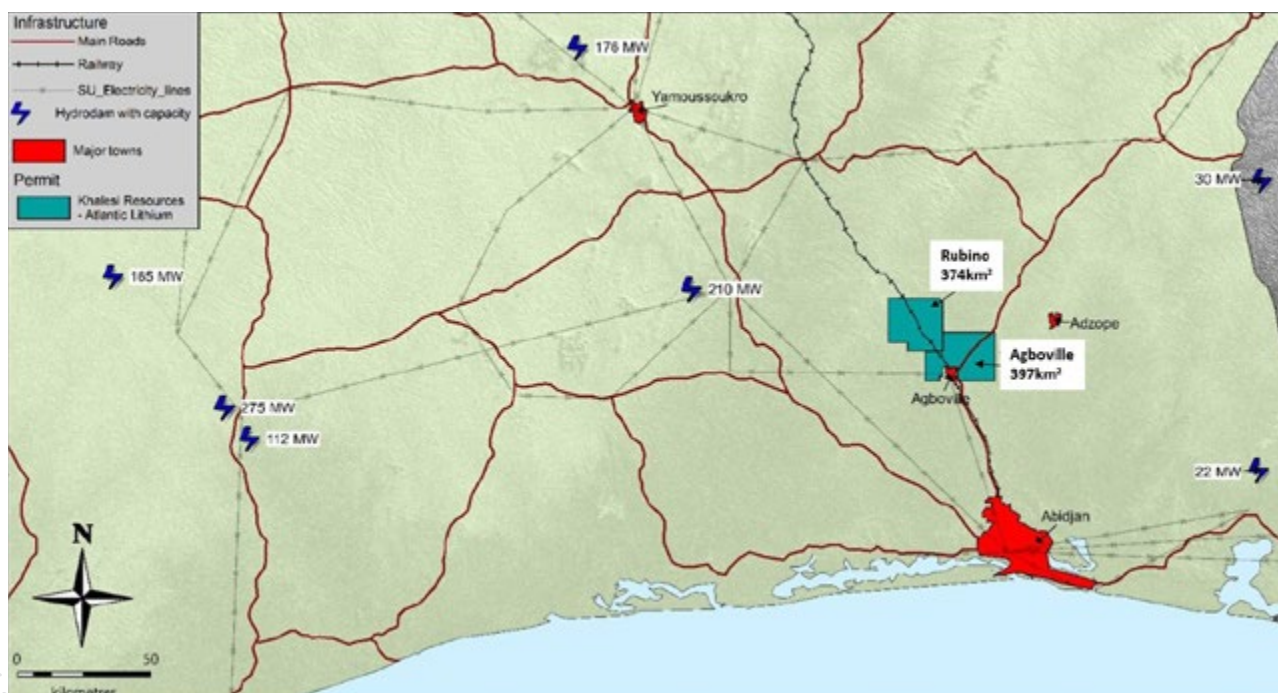 Infrastructure
Main Roads
Railway
SU_Electricity_lines
Hydrodam with capacity
Major towns
Permit
Khalesi Resources
- Atlantic Lithium
176 MW
Yamoussoukro
30 MW
165 MW
210 MW
Rubino
374km²
Adzope
Agboville
397km²
Agboville
275 MW
112 MW
22 MW
Abidjan
N
0 50
kilometres